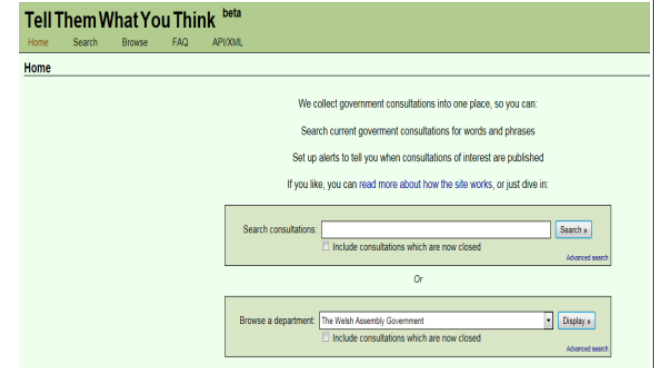 Tell Them What You Think beta
Home Search Browse FAQ API/XML
Home
We collect government consultations into one place, so you can:
Search current goverment consultations for words and phrases
Set up alerts to tell you when consultations of interest are published
If you like, you can read more about how the site works, or just dive in:
Search consultations: Search »
Include consultations which are now closed
Advanced search
Or
Browse a department: The Welsh Assembly Government Display »
Include consultations which are now closed
Advanced search